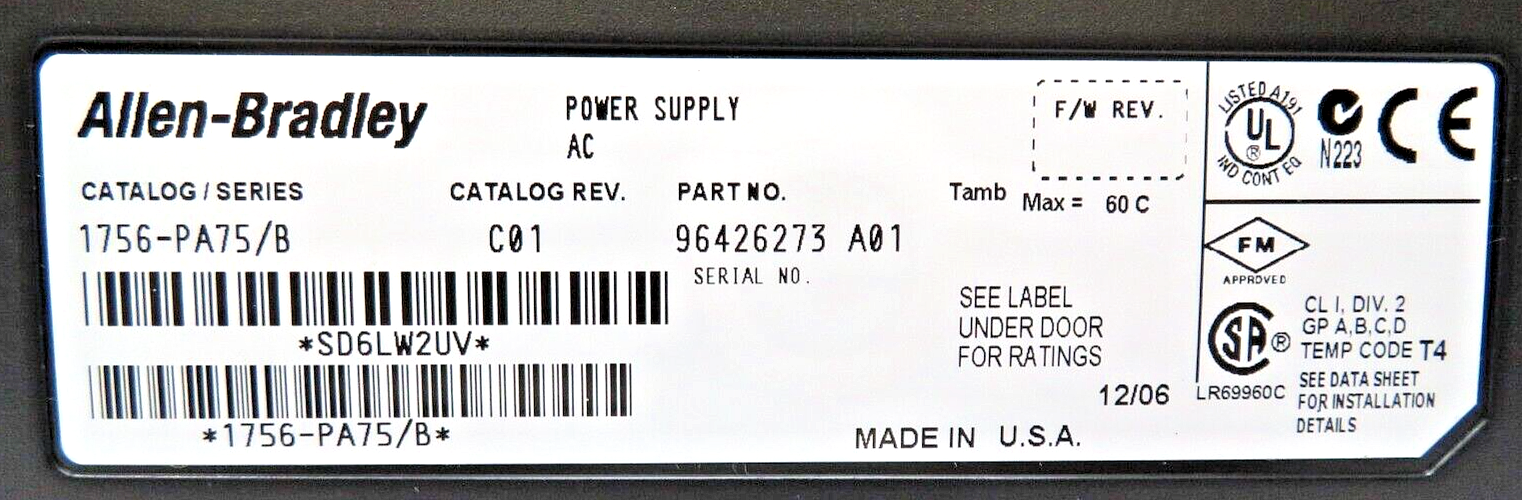 Allen-Bradley
POWER SUPPLY
AC
F/W REV.
CATALOG / SERIES
CATALOG REV.
PART NO.
Tamb Max = 60 C
1756-PA75/B
C01
96426273 A01
SERIAL NO.
*SD6LW2UV*
*1756-PA75/B*
SEE LABEL
UNDER DOOR
FOR RATINGS
12/06
MADE IN U.S.A.
LISTED A191
UL ®
IND CONT EQ
N223
CE
FM
APPROVED
SA ®
LR69960C
CL I, DIV. 2
GP A,B,C,D
TEMP CODE T4
SEE DATA SHEET
FOR INSTALLATION
DETAILS